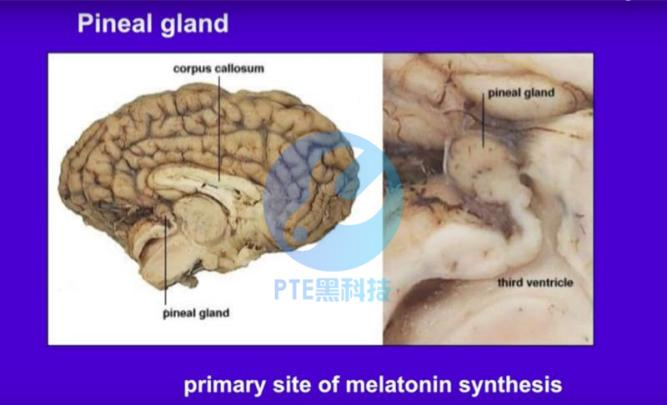 Pineal gland
corpus callosum
pineal gland
PTE黑科技
third ventricle
pineal gland
primary site of melatonin synthesis